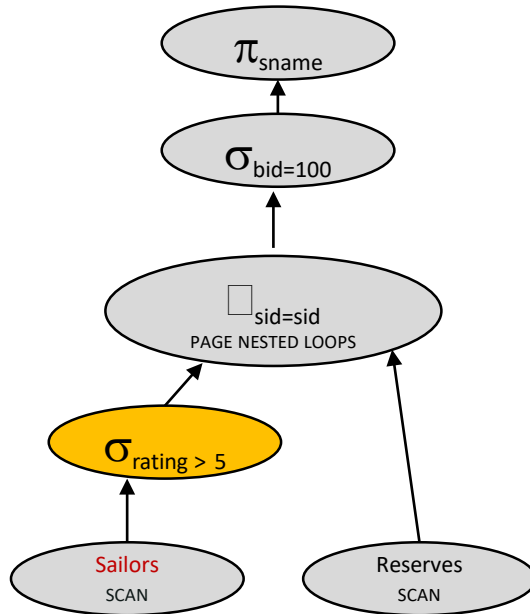 πsname
σbid=100
□sid=sid
PAGE NESTED LOOPS
σrating > 5
Sailors
SCAN
Reserves
SCAN